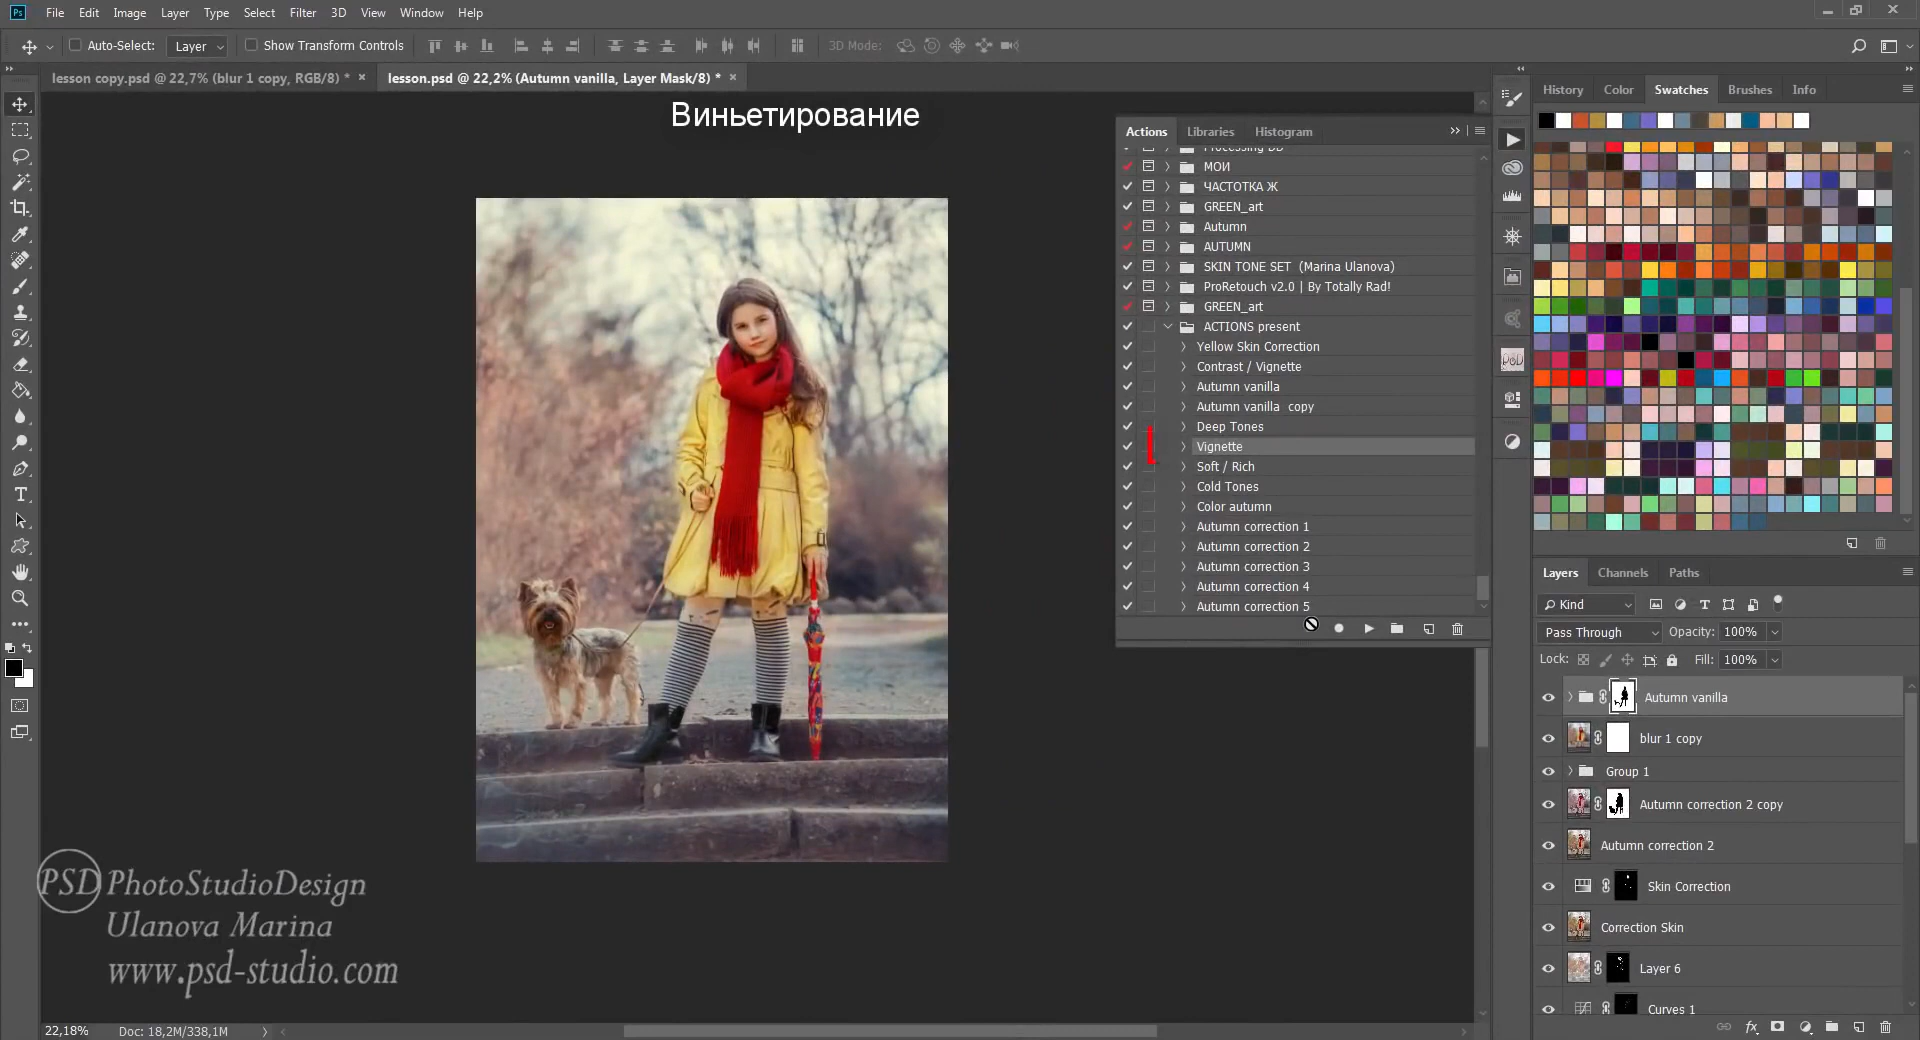 File Edit Image Layer Type Select Filter 3D View Window Help
Auto-Select: Layer Show Transform Controls 3D Mode:
lesson copy.psd @ 22,7% (blur 1 copy, RGB/8) * × lesson.psd @ 22,2% (Autumn vanilla, Layer Mask/8) * ×
Виньетирование
Actions Libraries Histogram
Processing BD
МОИ
ЧАСТОТКА Ж
GREEN_art
Autumn
AUTUMN
SKIN TONE SET (Marina Ulanova)
ProRetouch v2.0 | By Totally Rad!
GREEN_art
ACTIONS present
Yellow Skin Correction
Contrast / Vignette
Autumn vanilla
Autumn vanilla copy
Deep Tones
Vignette
Soft / Rich
Cold Tones
Color autumn
Autumn correction 1
Autumn correction 2
Autumn correction 3
Autumn correction 4
Autumn correction 5
History Color Swatches Brushes Info
Layers Channels Paths
Kind
Pass Through Opacity: 100%
Lock: Fill: 100%
Autumn vanilla
blur 1 copy
Group 1
Autumn correction 2 copy
Autumn correction 2
Skin Correction
Correction Skin
Layer 6
Curves 1
PSD PhotoStudioDesign
Ulanova Marina
www.psd-studio.com
22,18% Doc: 18,2M/338,1M